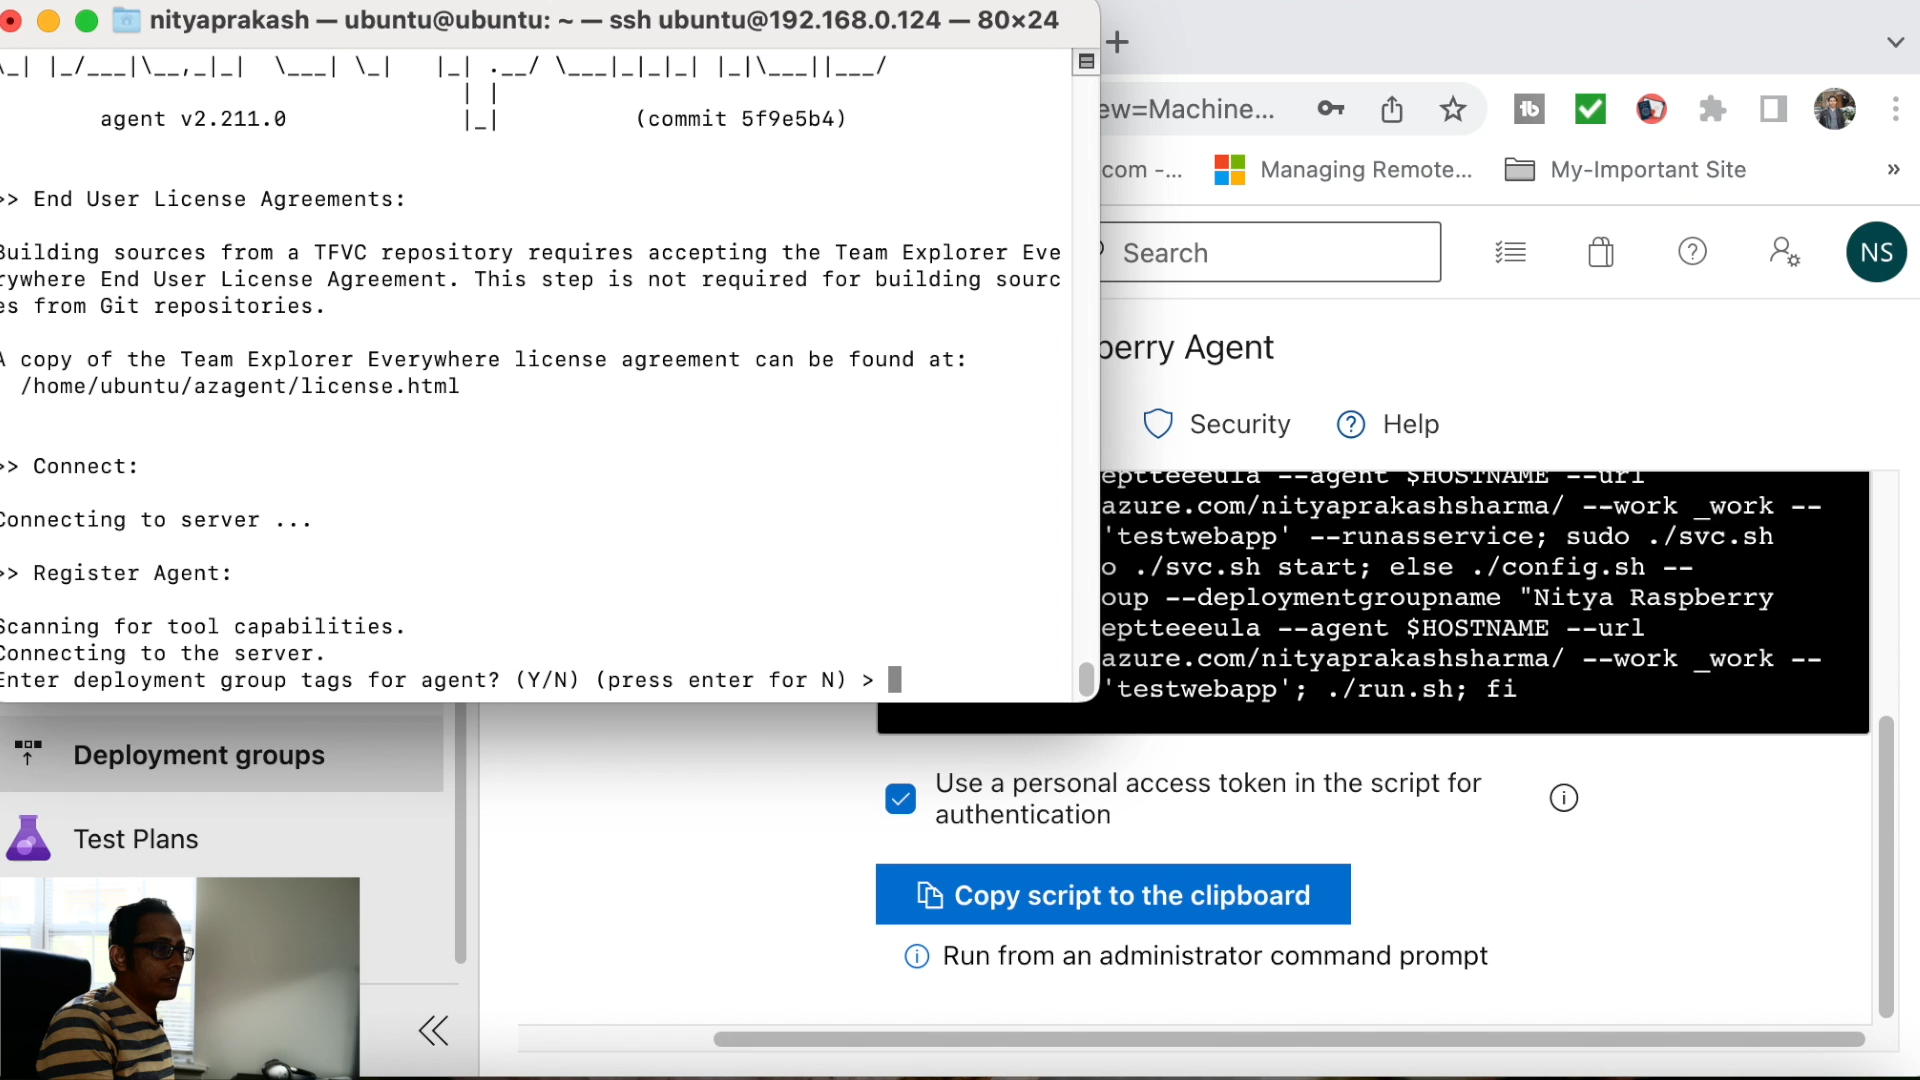 nityaprakash — ubuntu@ubuntu: ~ — ssh ubuntu@192.168.0.124 — 80×24
agent v2.211.0 (commit 5f9e5b4)
>> End User License Agreements:
Building sources from a TFVC repository requires accepting the Team Explorer Eve
rywhere End User License Agreement. This step is not required for building sourc
es from Git repositories.
A copy of the Team Explorer Everywhere license agreement can be found at:
/home/ubuntu/azagent/license.html
>> Connect:
Connecting to server ...
>> Register Agent:
Scanning for tool capabilities.
Connecting to the server.
Enter deployment group tags for agent? (Y/N) (press enter for N) >
ew=Machine...
com -...
Managing Remote...
My-Important Site
»
Search
NS
berry Agent
Security
Help
eptteeeula --agent $HOSTNAME --url
azure.com/nityaprakashsharma/ --work _work --
'testwebapp' --runasservice; sudo ./svc.sh
o ./svc.sh start; else ./config.sh --
oup --deploymentgroupname "Nitya Raspberry
eptteeeula --agent $HOSTNAME --url
azure.com/nityaprakashsharma/ --work _work --
'testwebapp'; ./run.sh; fi
Deployment groups
Test Plans
Use a personal access token in the script for
authentication
Copy script to the clipboard
Run from an administrator command prompt